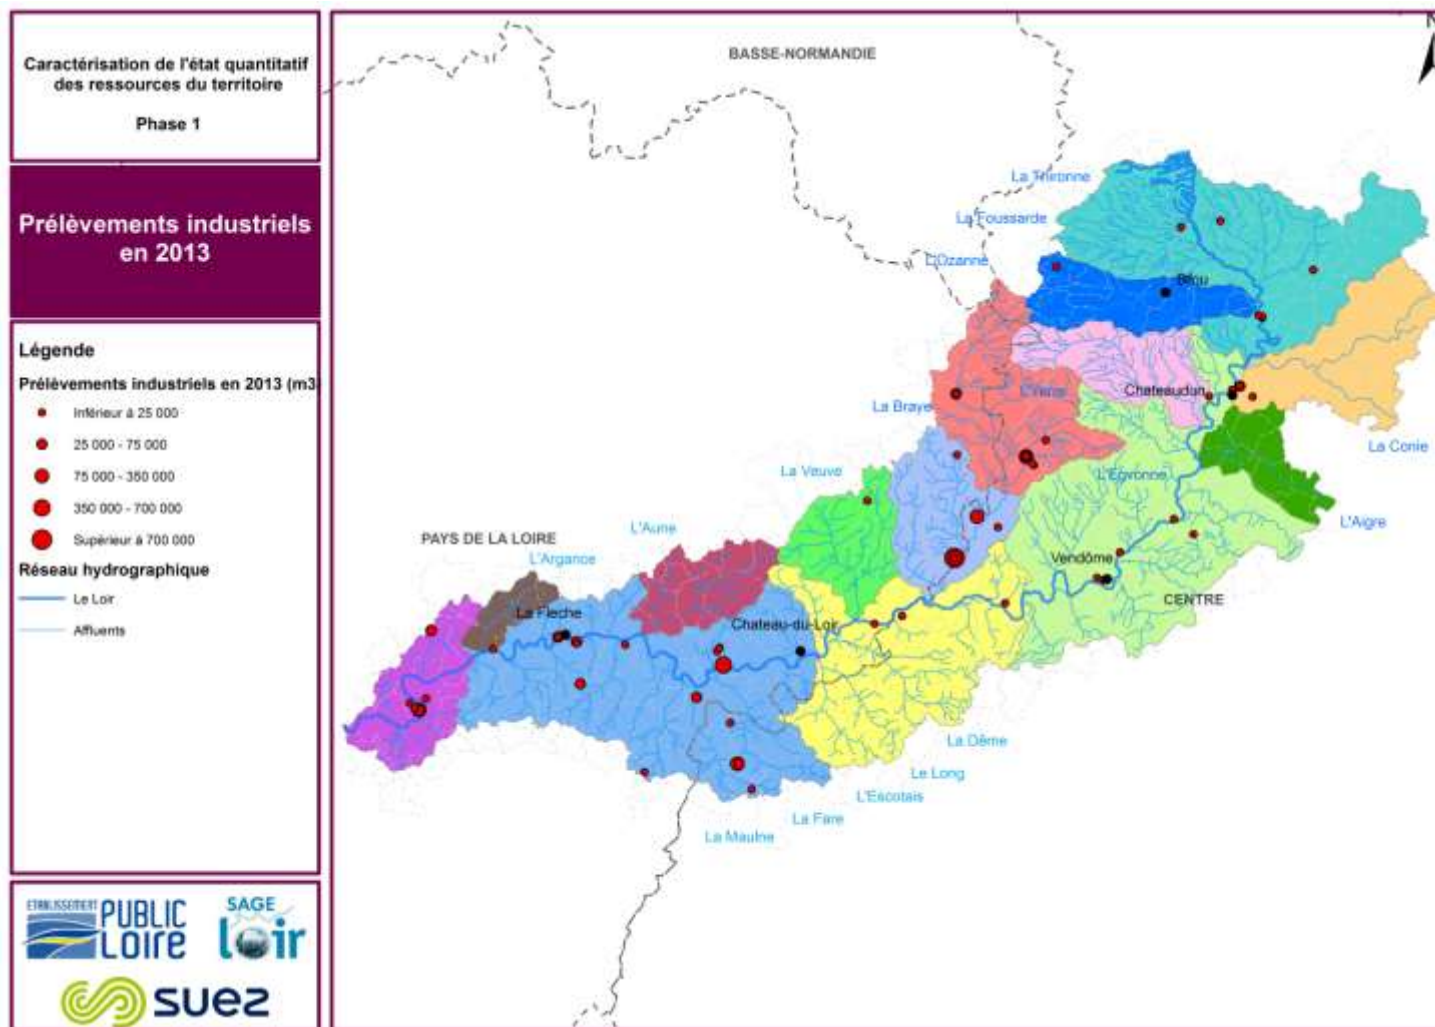 Caractérisation de l'état quantitatif
des ressources du territoire
Phase 1
Prélèvements industriels
en 2013
Légende
Prélèvements industriels en 2013 (m3
Inférieur à 25 000
25 000 - 75 000
75 000 - 350 000
350 000 - 700 000
Supérieur à 700 000
Réseau hydrographique
Le Loir
Affluents
ETABLISSEMENT
PUBLIC
LOIRE
SAGE
loir
suez
BASSE-NORMANDIE
La Thironne
La Foussarde
L'Ozanne
Chateaudun
La Braye
La Conie
La Veuve
L'Egvonne
L'Aigre
L'Aune
PAYS DE LA LOIRE
L'Argance
Vendôme
CENTRE
La Fleche
Chateau-du-Loir
La Dême
Le Long
L'Escotais
La Fare
La Maulne